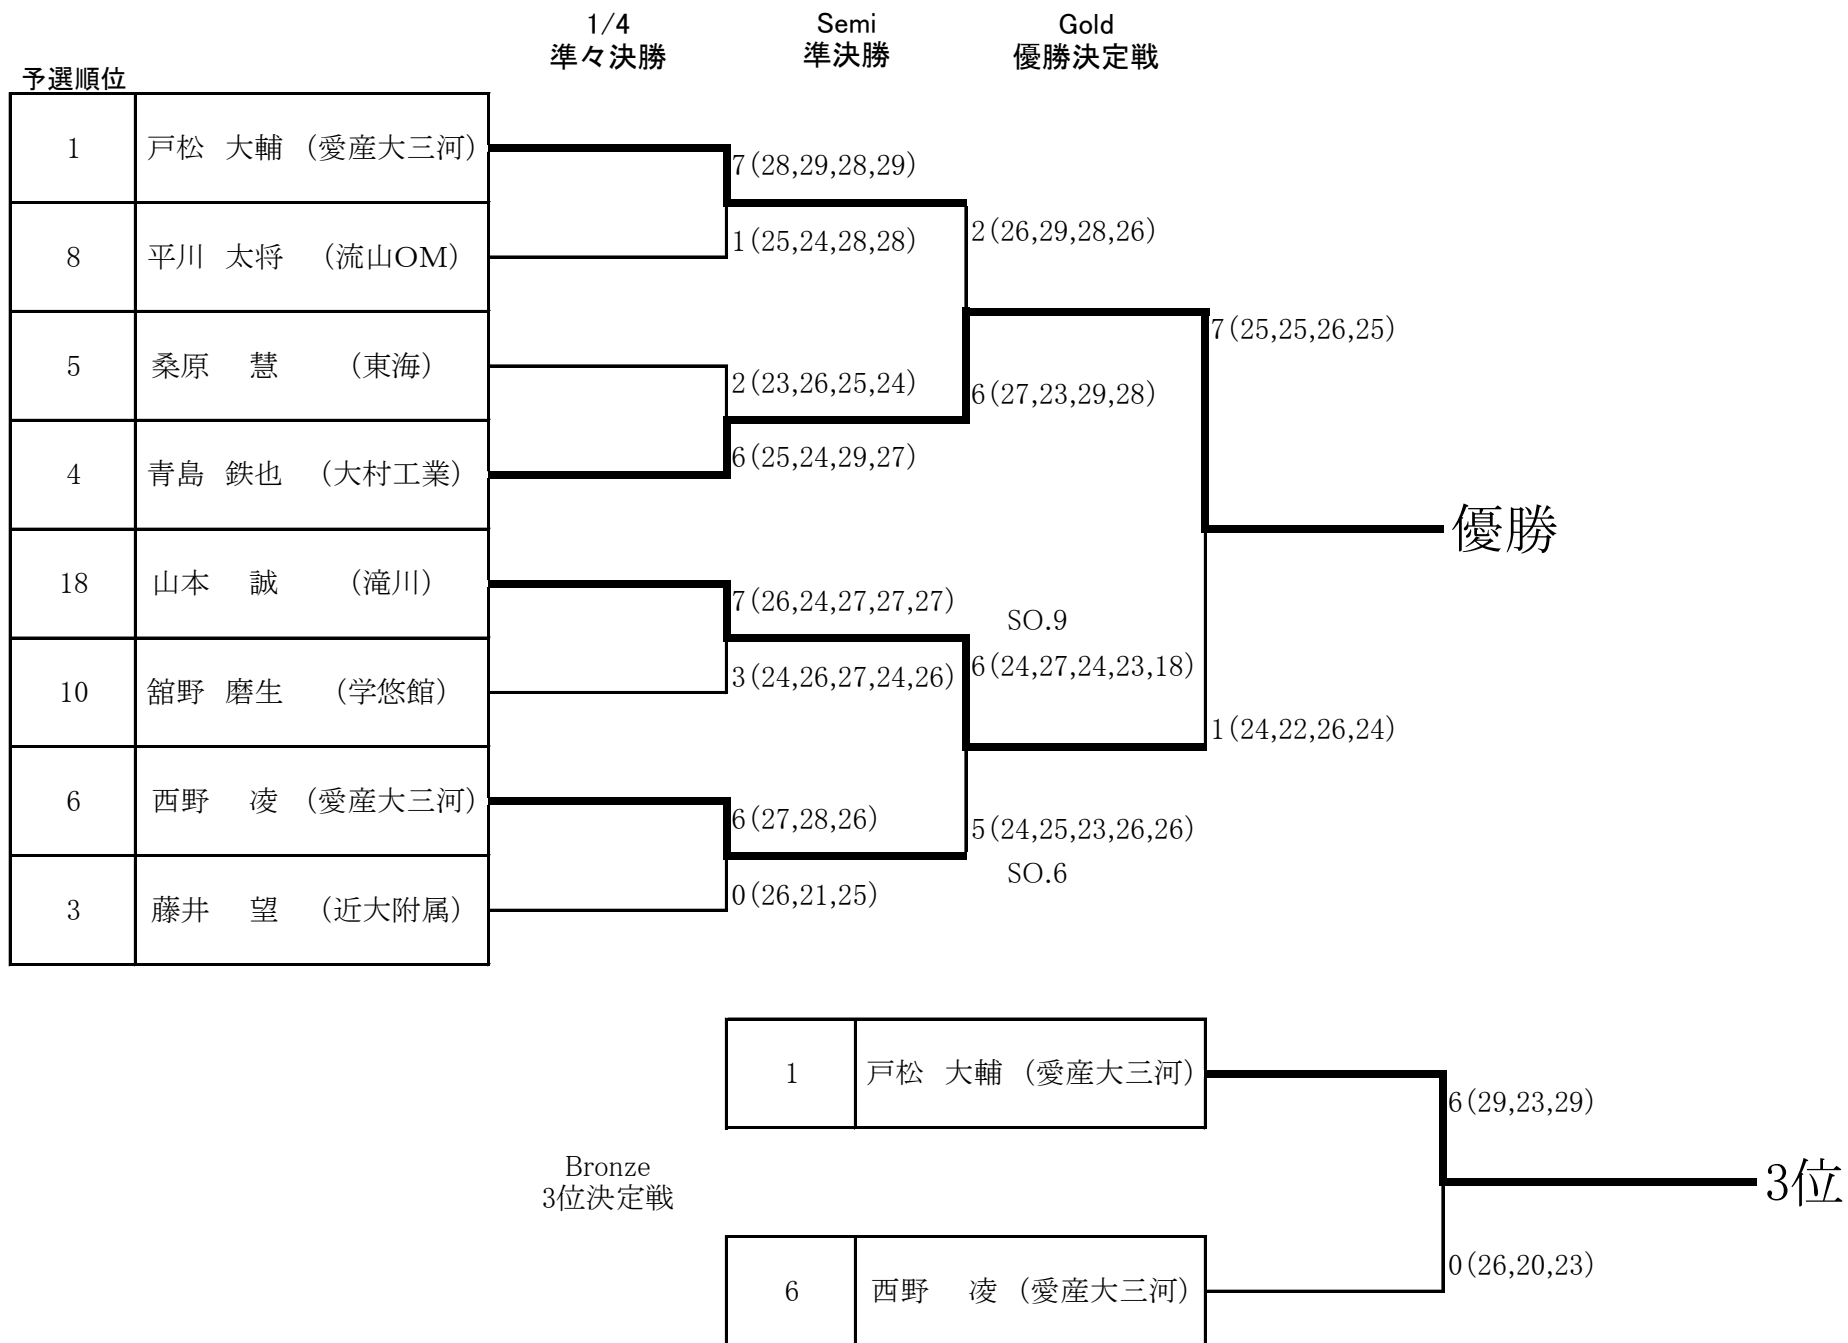 1/4 Semi Gold
準々決勝 準決勝 優勝決定戦
予選順位
1 戸松 大輔 (愛産大三河)
7(28,29,28,29)
8 平川 太将 (流山OM)
1(25,24,28,28)
2(26,29,28,26)
5 桑原 慧 (東海)
2(23,26,25,24)
6(27,23,29,28)
7(25,25,26,25)
4 青島 鉄也 (大村工業)
6(25,24,29,27)
優勝
18 山本 誠 (滝川)
7(26,24,27,27,27)
SO.9
10 舘野 磨生 (学悠館)
3(24,26,27,24,26)
6(24,27,24,23,18)
1(24,22,26,24)
6 西野 凌 (愛産大三河)
6(27,28,26)
5(24,25,23,26,26)
SO.6
3 藤井 望 (近大附属)
0(26,21,25)
1 戸松 大輔 (愛産大三河)
6(29,23,29)
Bronze
3位決定戦
3位
6 西野 凌 (愛産大三河)
0(26,20,23)